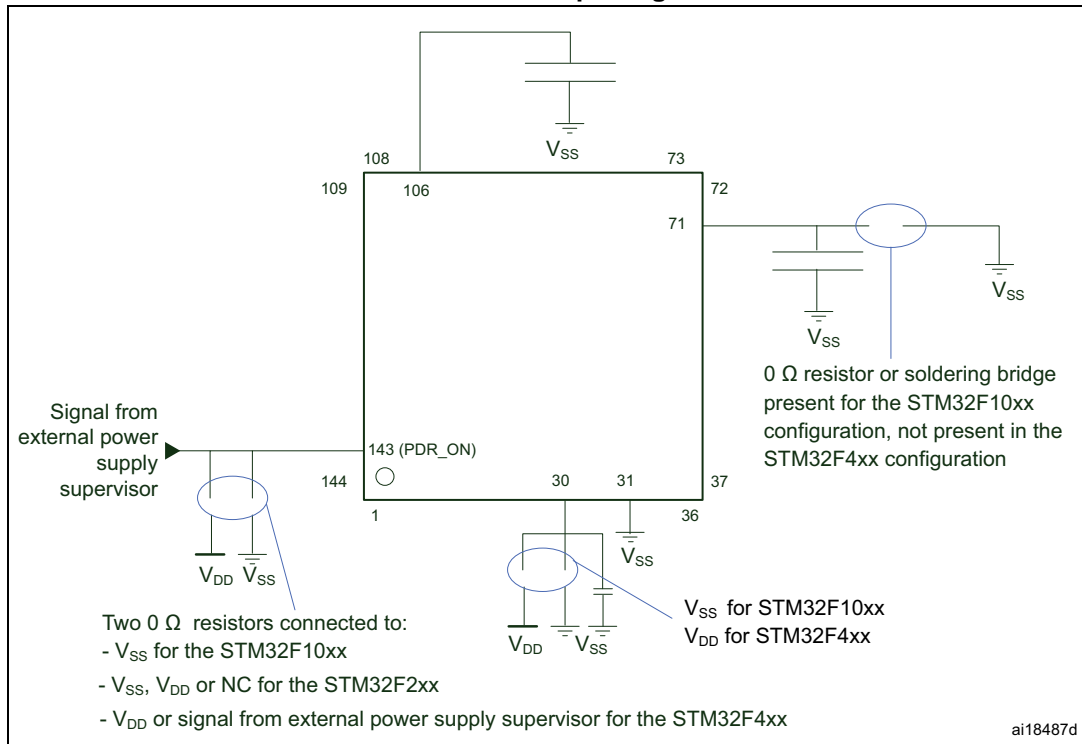 V_SS
108
73
109
106
72
71
V_SS
V_SS
0 Ω resistor or soldering bridge
present for the STM32F10xx
configuration, not present in the
STM32F4xx configuration
Signal from
external power
supply
supervisor
143 (PDR_ON)
144
30
31
37
1
36
V_DD
V_SS
V_SS
V_DD
V_SS
V_SS for STM32F10xx
V_DD for STM32F4xx
Two 0 Ω resistors connected to:
- V_SS for the STM32F10xx
- V_SS, V_DD or NC for the STM32F2xx
- V_DD or signal from external power supply supervisor for the STM32F4xx
ai18487d